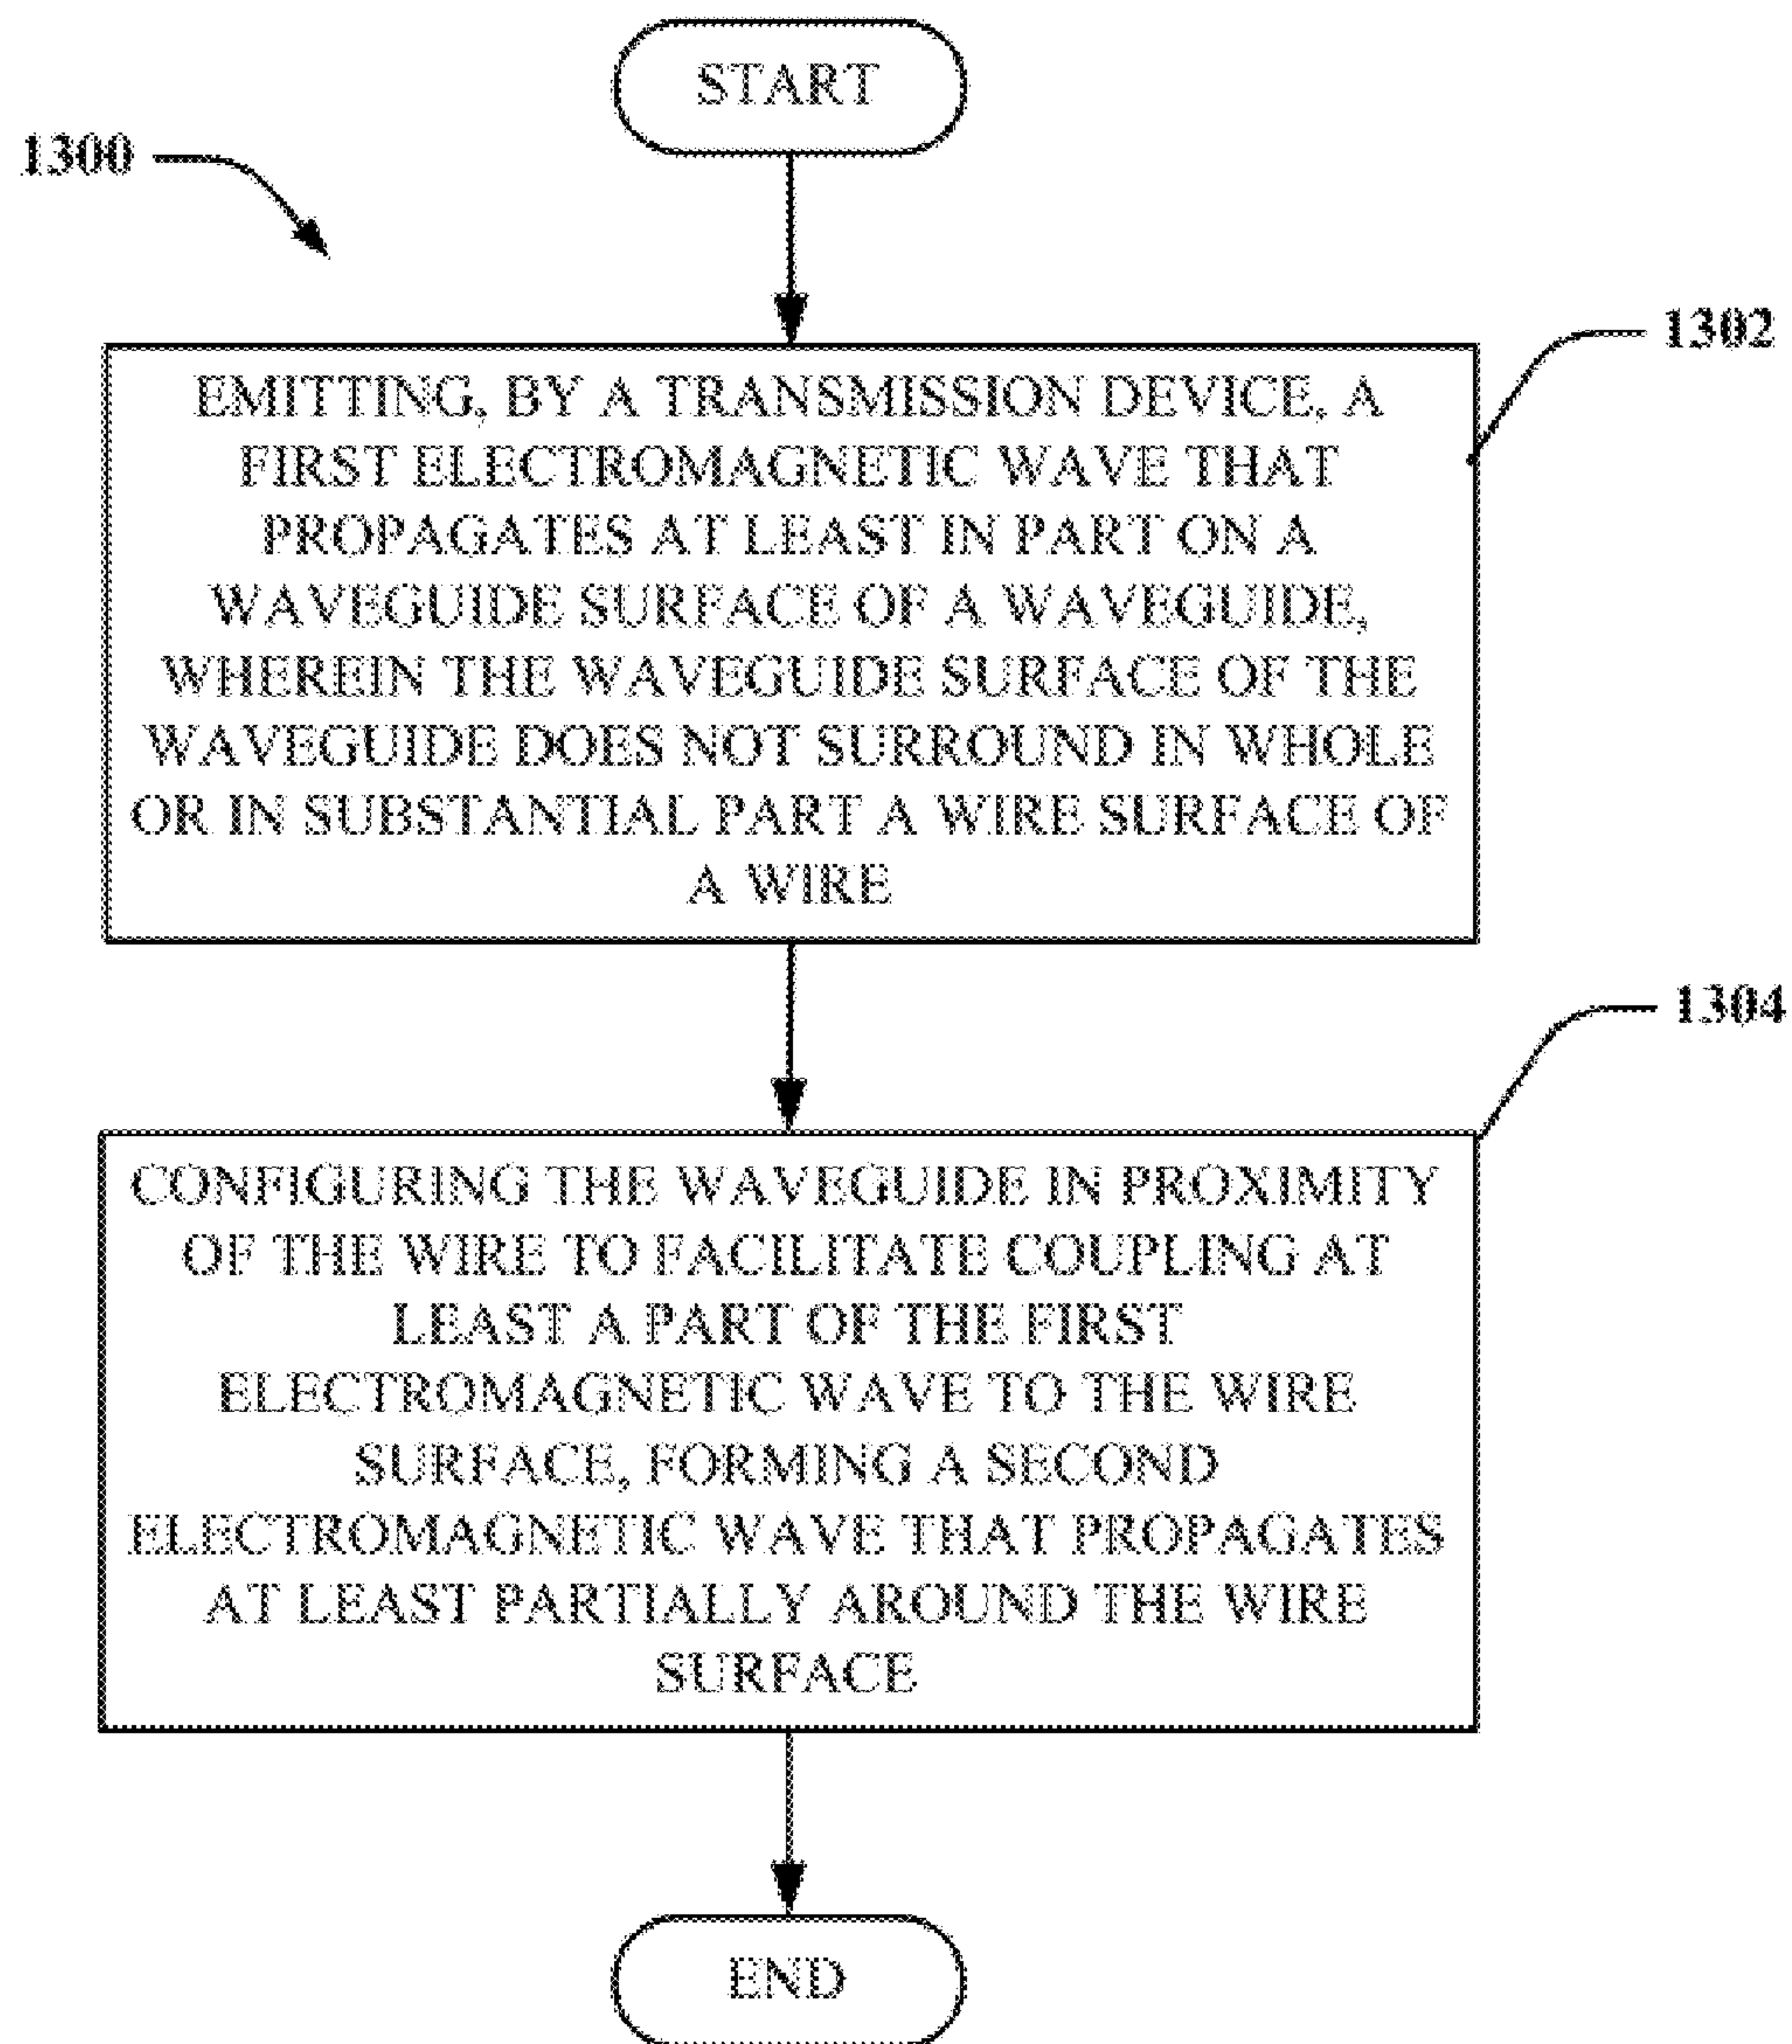 START
1300
1302
EMITTING, BY A TRANSMISSION DEVICE, A
FIRST ELECTROMAGNETIC WAVE THAT
PROPAGATES AT LEAST IN PART ON A
WAVEGUIDE SURFACE OF A WAVEGUIDE,
WHEREIN THE WAVEGUIDE SURFACE OF THE
WAVEGUIDE DOES NOT SURROUND IN WHOLE
OR IN SUBSTANTIAL PART A WIRE SURFACE OF
A WIRE
1304
CONFIGURING THE WAVEGUIDE IN PROXIMITY
OF THE WIRE TO FACILITATE COUPLING AT
LEAST A PART OF THE FIRST
ELECTROMAGNETIC WAVE TO THE WIRE
SURFACE, FORMING A SECOND
ELECTROMAGNETIC WAVE THAT PROPAGATES
AT LEAST PARTIALLY AROUND THE WIRE
SURFACE
END